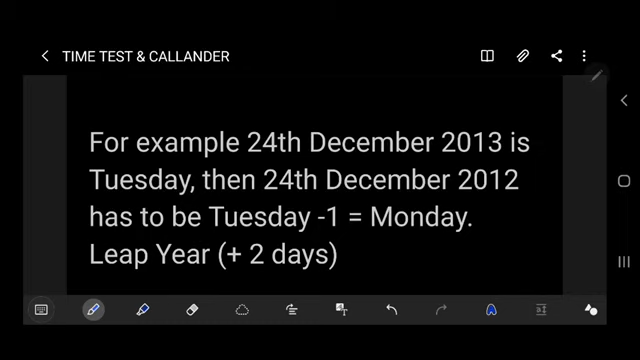 TIME TEST & CALLANDER
For example 24th December 2013 is
Tuesday, then 24th December 2012
has to be Tuesday -1 = Monday.
Leap Year (+ 2 days)